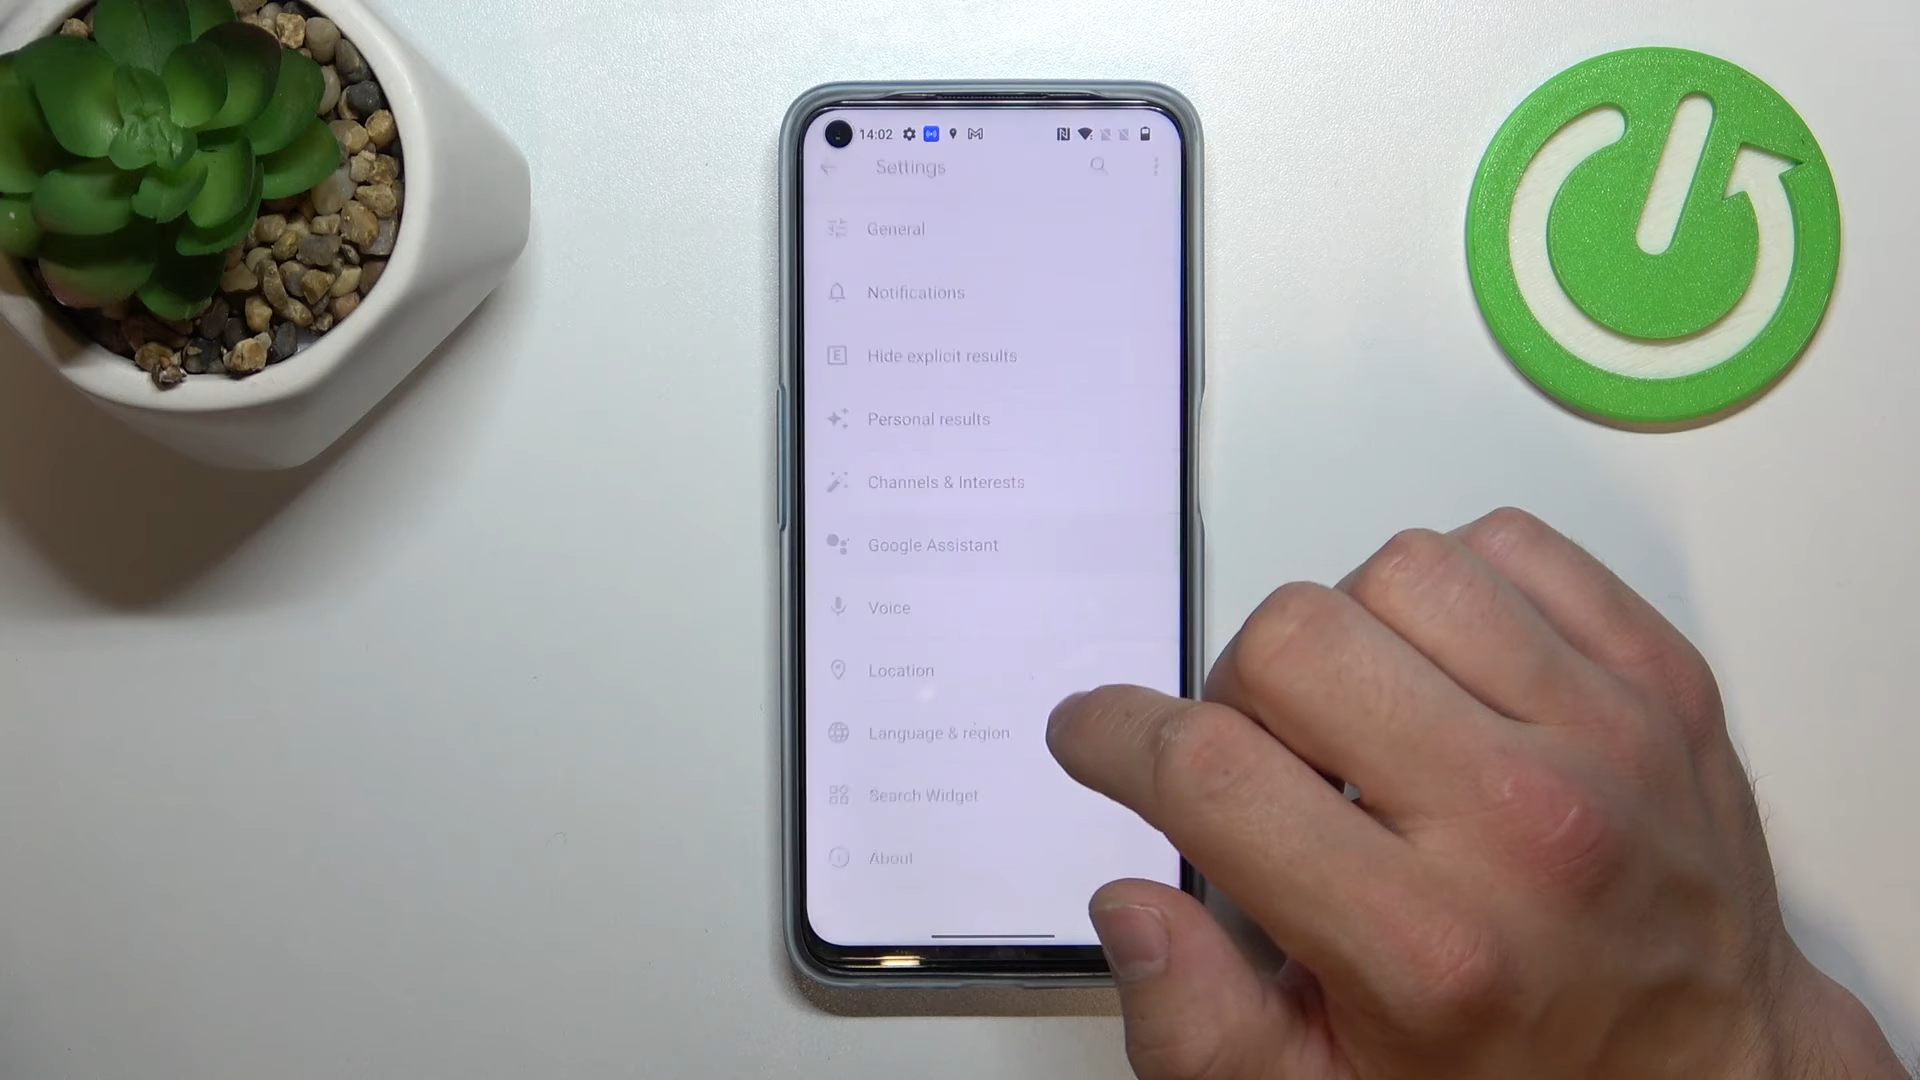 14:02
Settings
General
Notifications
E Hide explicit results
Personal results
Channels & Interests
Google Assistant
Voice
Location
Language & region
Search Widget
About